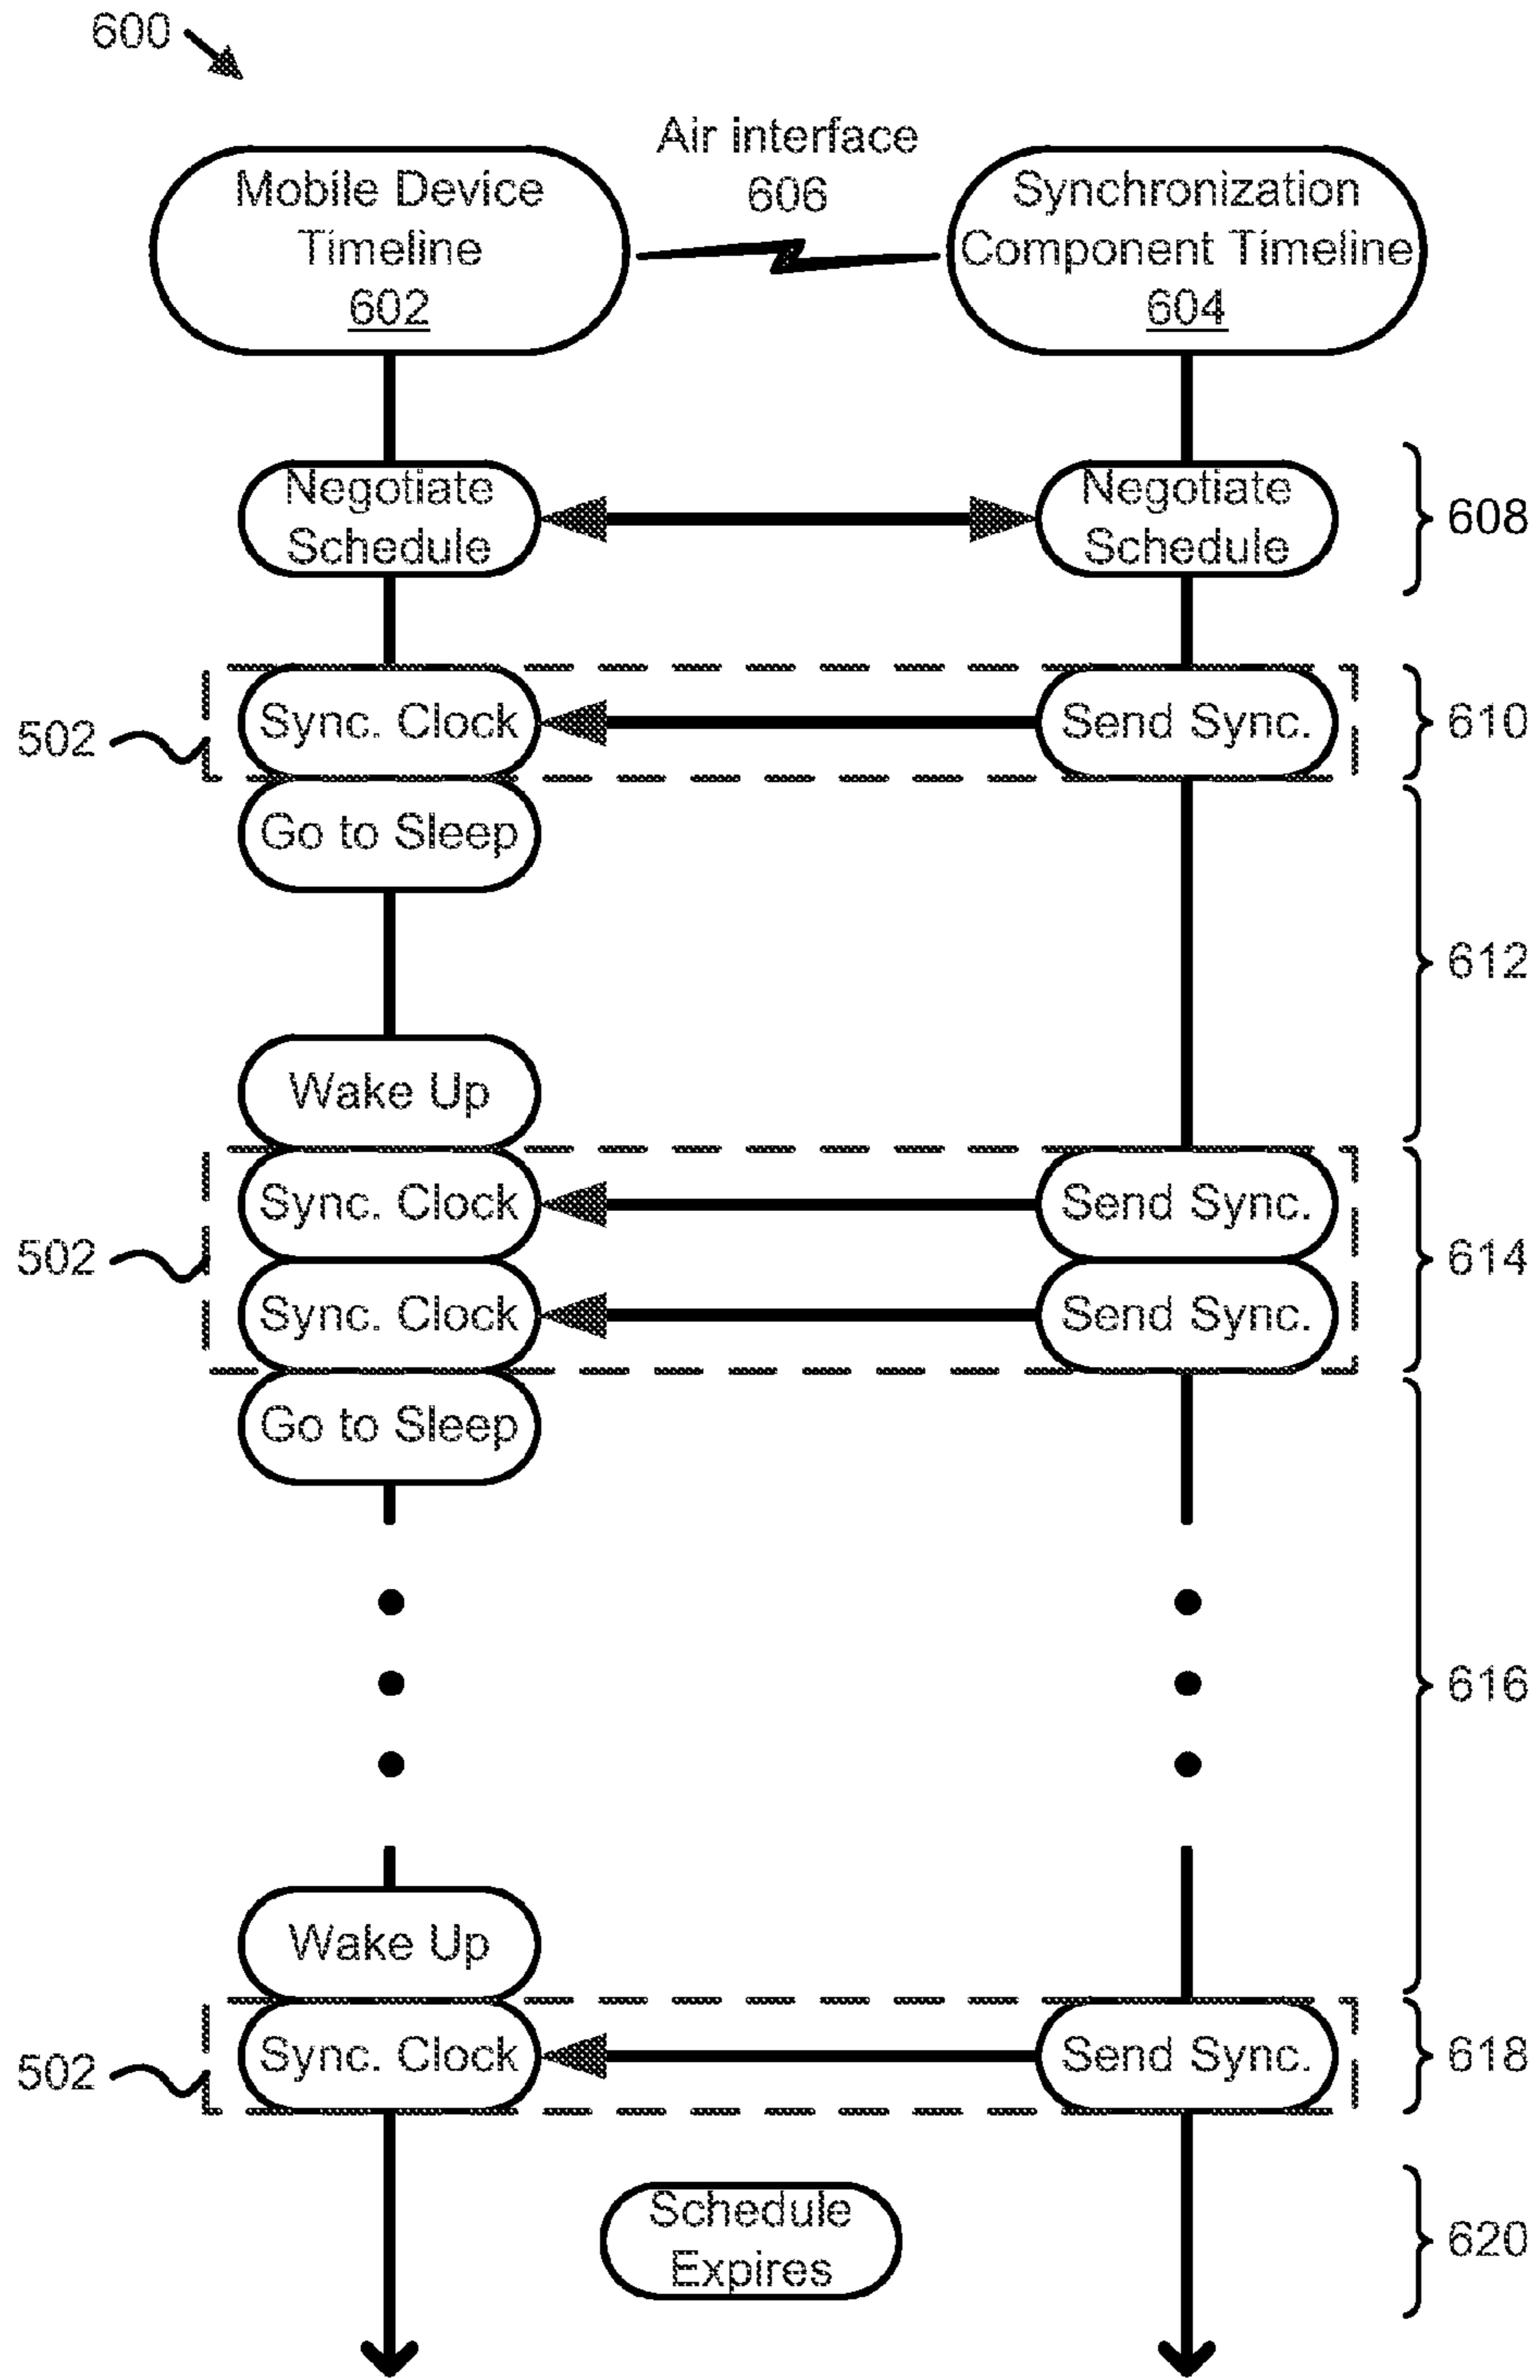 600
Air interface
606
Mobile Device
Timeline
602
Synchronization
Component Timeline
604
Negotiate
Schedule
Negotiate
Schedule
608
502
Sync. Clock
Send Sync.
610
Go to Sleep
612
Wake Up
502
Sync. Clock
Send Sync.
614
Sync. Clock
Send Sync.
Go to Sleep
616
Wake Up
502
Sync. Clock
Send Sync.
618
Schedule
Expires
620